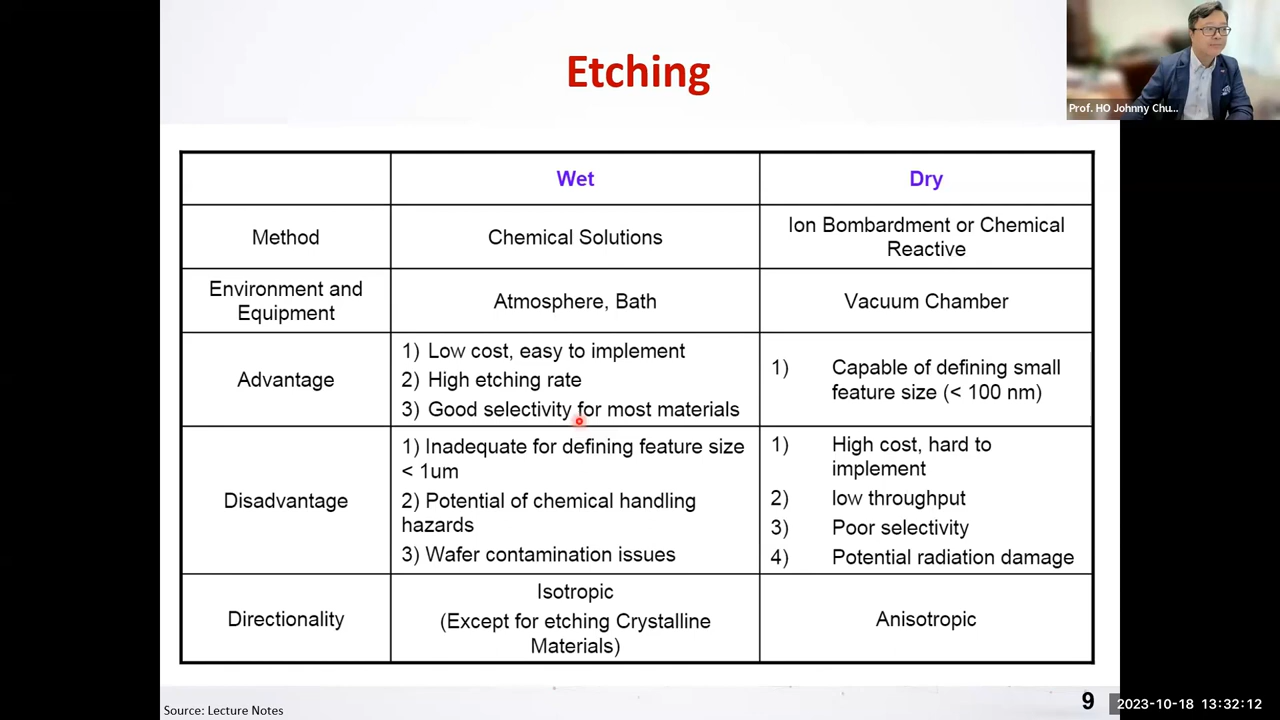 Etching
Prof. HO Johnny Chu...
Wet
Dry
Method
Chemical Solutions
Ion Bombardment or Chemical
Reactive
Environment and
Equipment
Atmosphere, Bath
Vacuum Chamber
Advantage
1) Low cost, easy to implement
2) High etching rate
3) Good selectivity for most materials
1) Capable of defining small
feature size (< 100 nm)
Disadvantage
1) Inadequate for defining feature size
< 1um
2) Potential of chemical handling
hazards
3) Wafer contamination issues
1) High cost, hard to
implement
2) low throughput
3) Poor selectivity
4) Potential radiation damage
Directionality
Isotropic
(Except for etching Crystalline
Materials)
Anisotropic
Source: Lecture Notes
9
2023-10-18 13:32:12